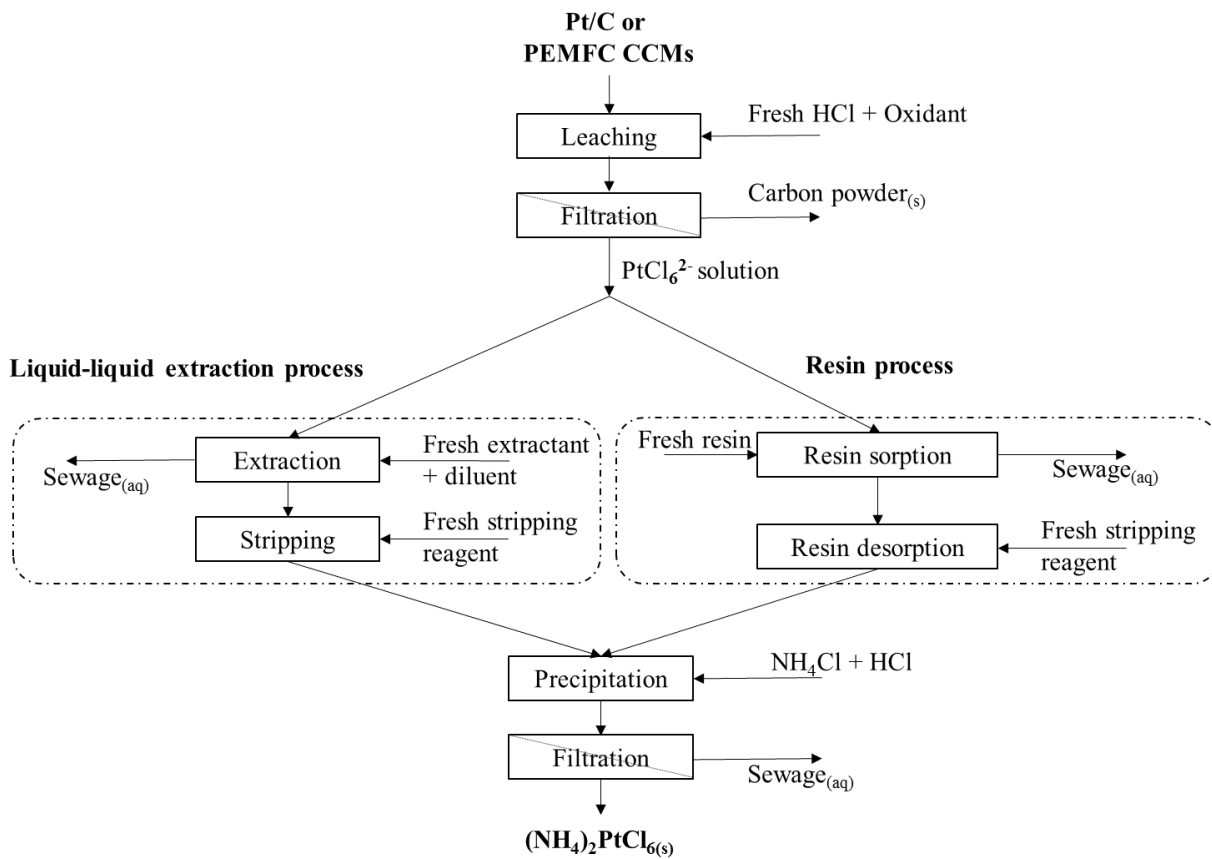 Pt/C or
PEMFC CCMs
Fresh HCl + Oxidant
Leaching
Carbon powder(s)
Filtration
PtCl₆²⁻ solution
Liquid-liquid extraction process
Resin process
Fresh extractant
+ diluent
Extraction
Sewage(aq)
Fresh stripping
reagent
Stripping
Fresh resin
Resin sorption
Sewage(aq)
Fresh stripping
reagent
Resin desorption
NH₄Cl + HCl
Precipitation
Filtration
Sewage(aq)
(NH₄)₂PtCl₆(s)